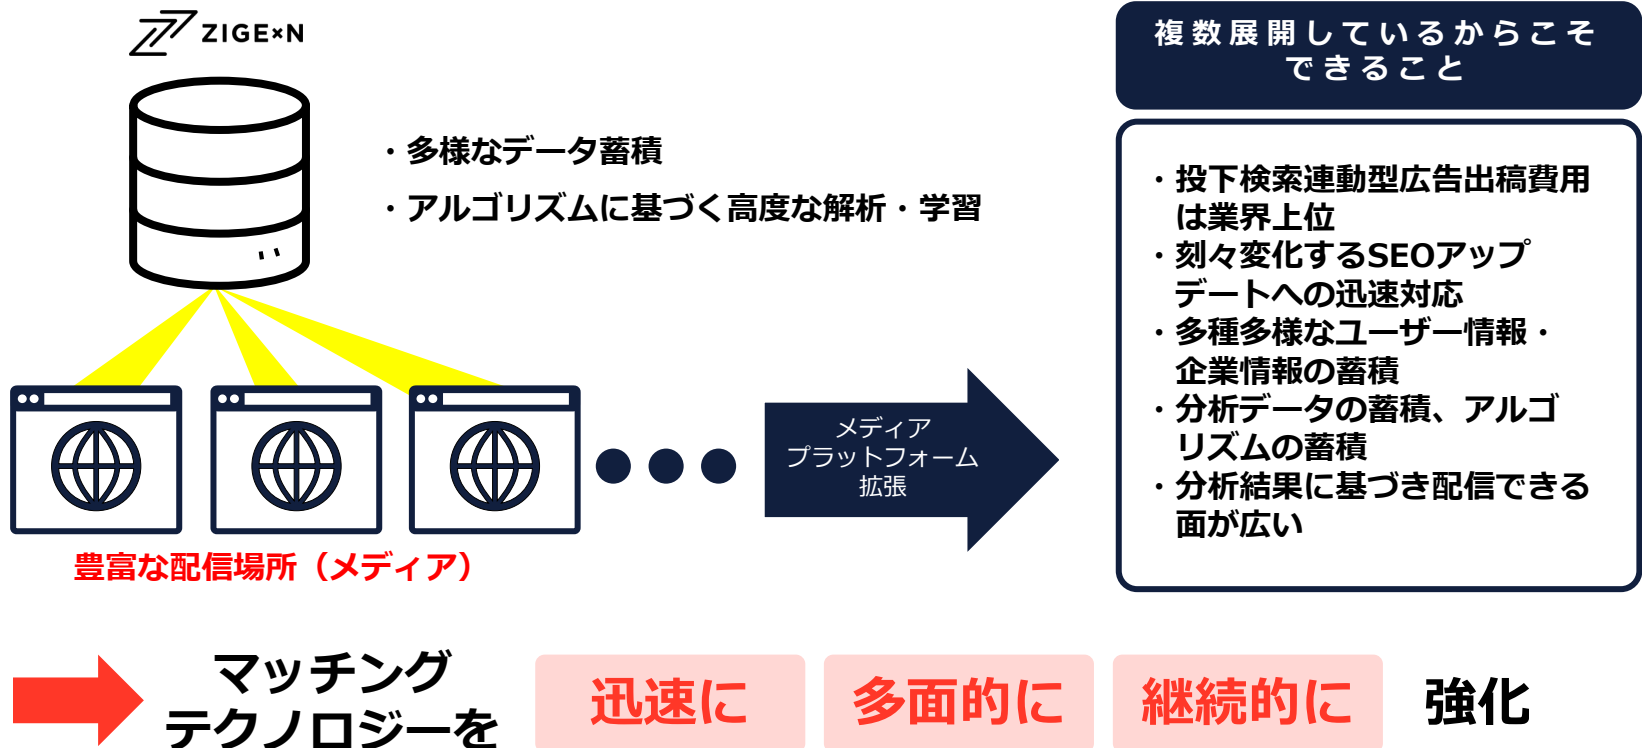 ZIGExN
・多様なデータ蓄積
・アルゴリズムに基づく高度な解析・学習
豊富な配信場所（メディア）
メディア
プラットフォーム
拡張
複数展開しているからこそ
できること
・投下検索連動型広告出稿費用
は業界上位
・刻々変化するSEOアップ
デートへの迅速対応
・多種多様なユーザー情報・
企業情報の蓄積
・分析データの蓄積、アルゴ
リズムの蓄積
・分析結果に基づき配信できる
面が広い
マッチング
テクノロジーを
迅速に
多面的に
継続的に
強化